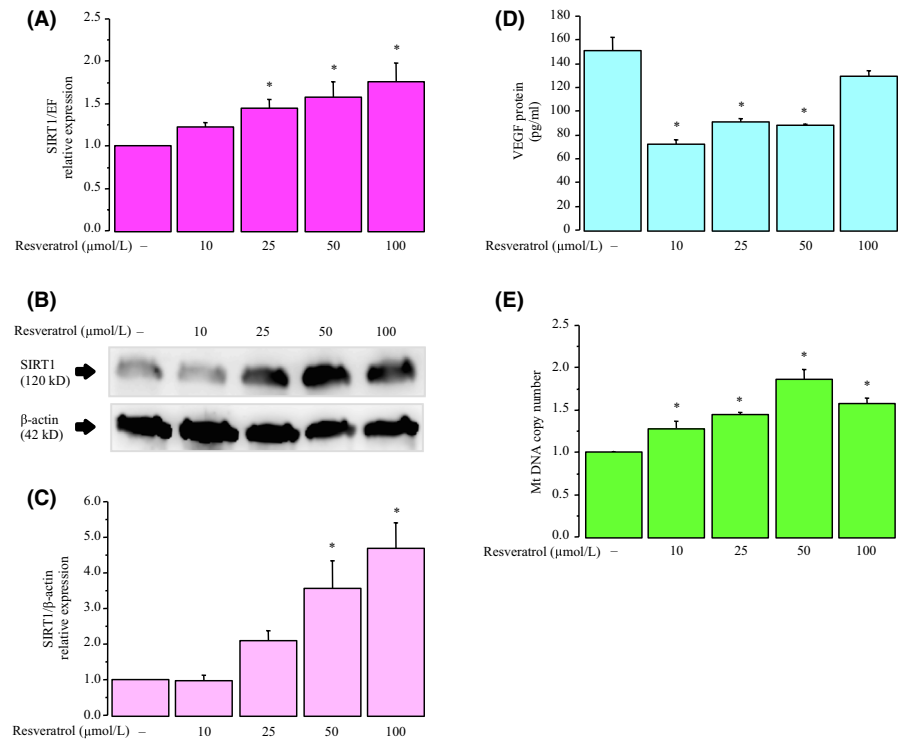 (A)
2.5
2.0
1.5
1.0
0.5
0.0
SIRT1/EF
relative expression
* * *
Resveratrol (µmol/L) – 10 25 50 100
(B)
Resveratrol (µmol/L) – 10 25 50 100
SIRT1
(120 kD)
β-actin
(42 kD)
(C)
6.0
5.0
4.0
3.0
2.0
1.0
0.0
SIRT1/β-actin
relative expression
* *
Resveratrol (µmol/L) – 10 25 50 100
(D)
180
160
140
120
100
80
60
40
20
0
VEGF protein
(pg/ml)
* * *
Resveratrol (µmol/L) – 10 25 50 100
(E)
2.5
2.0
1.5
1.0
0.5
0.0
Mt DNA copy number
* * * *
Resveratrol (µmol/L) – 10 25 50 100